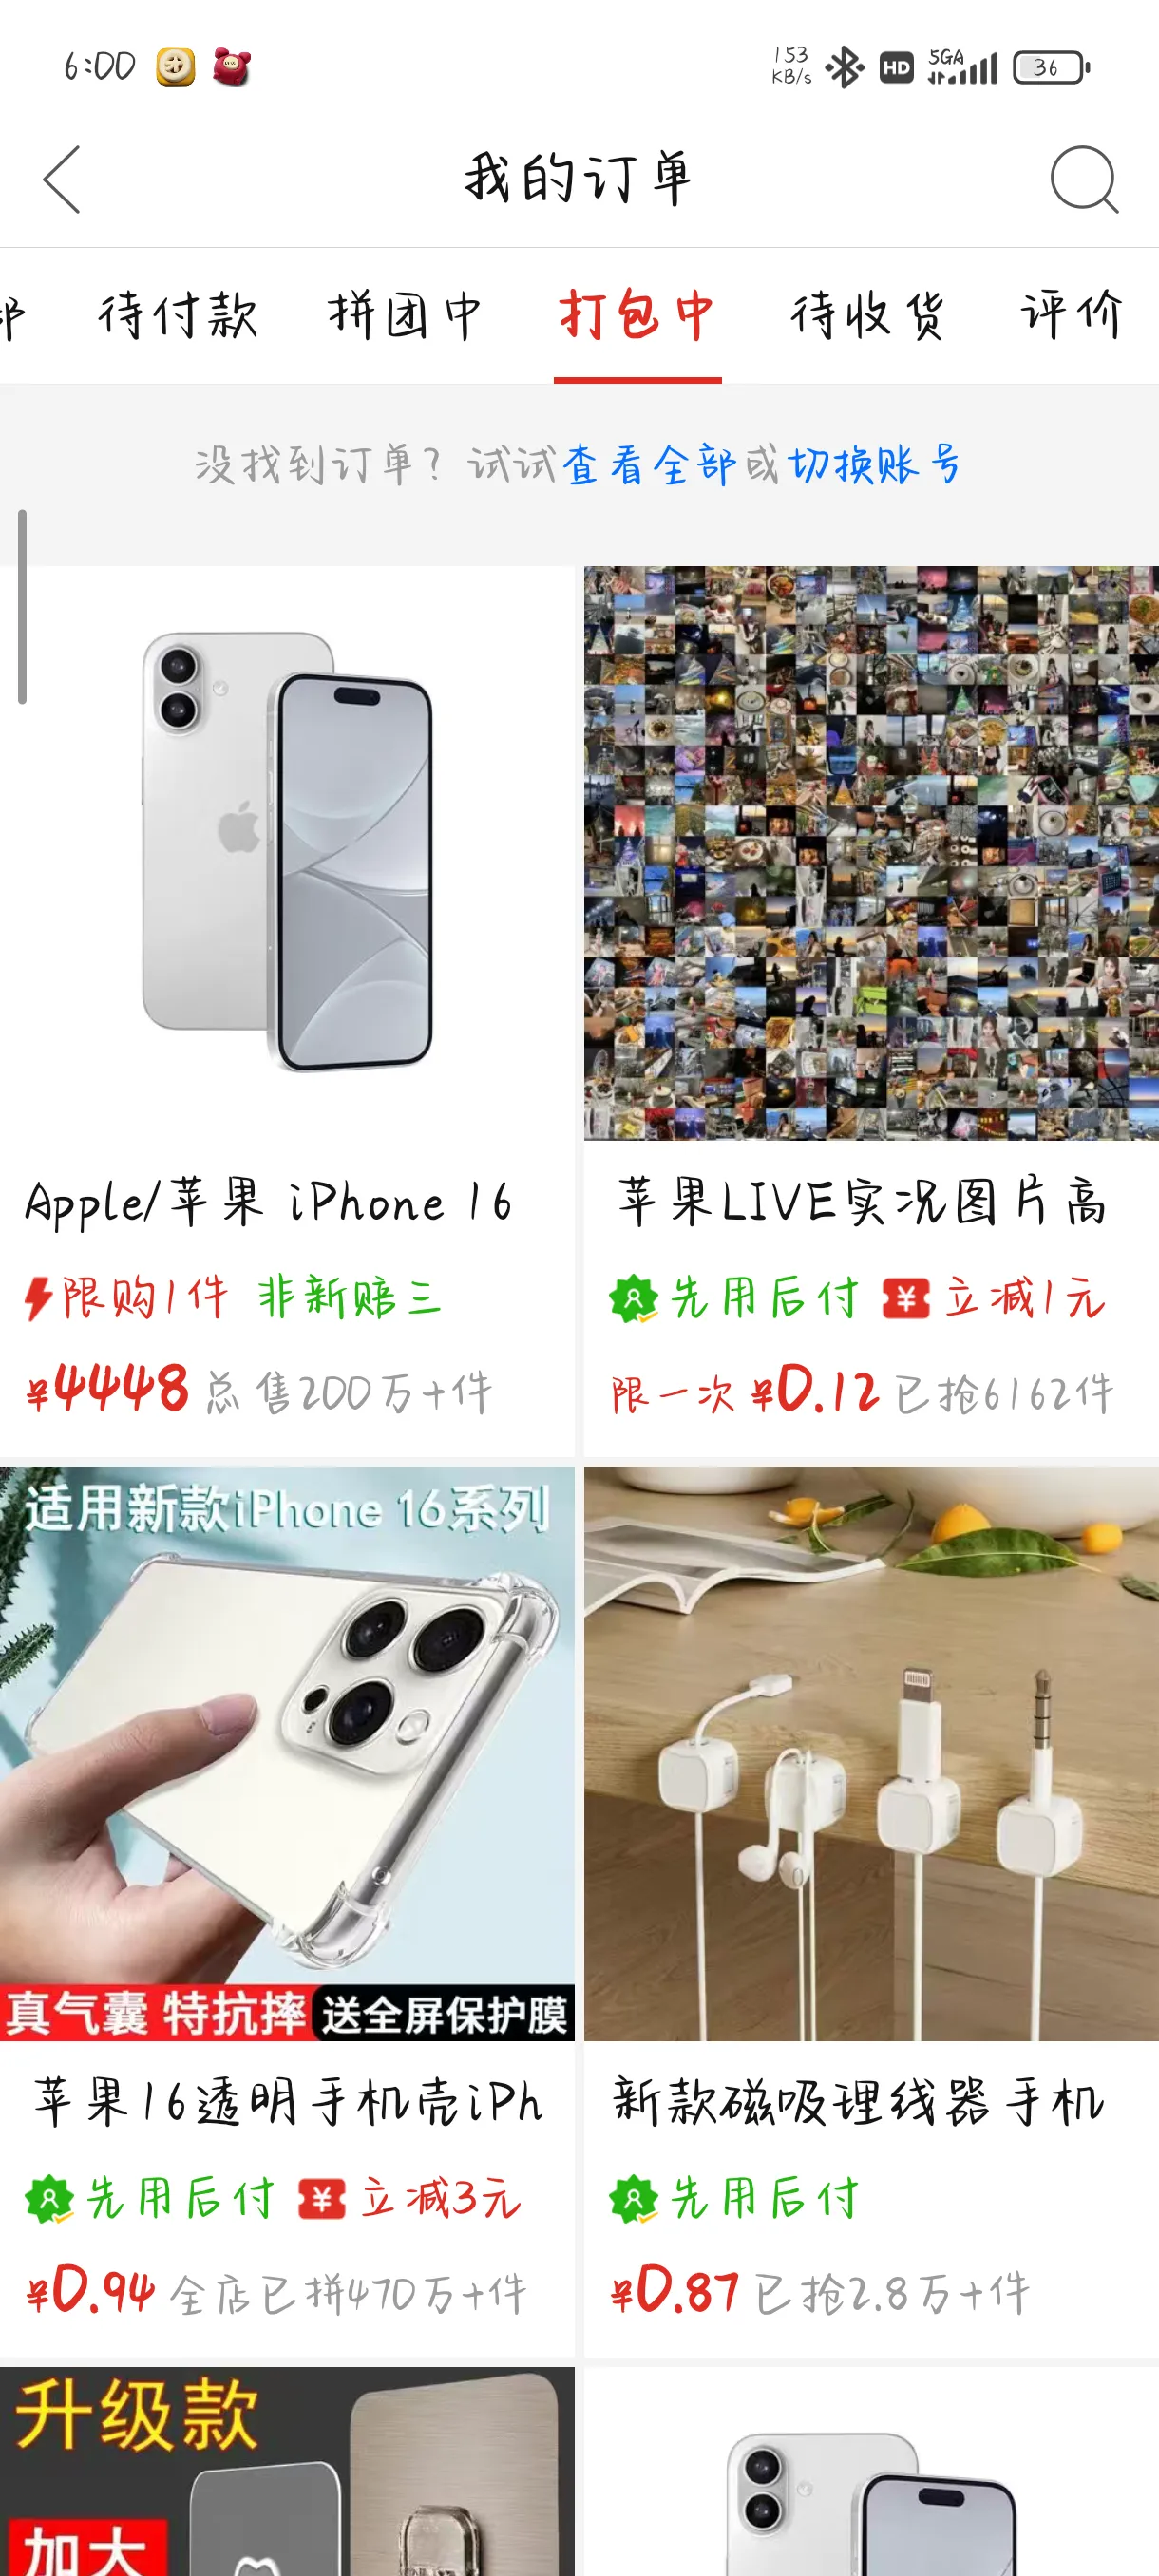 6:00
153 KB/s HD 5GA 36
我的订单
待付款 拼团中 打包中 待收货 评价
没找到订单？试试查看全部或切换账号
Apple/苹果 iPhone 16
限购1件 非新赔三
¥4448 总售200万+件
苹果LIVE实况图片高
先用后付 ¥ 立减1元
限一次 ¥0.12 已抢6162件
适用新款iPhone 16系列
真气囊 特抗摔 送全屏保护膜
苹果16透明手机壳iPh
先用后付 ¥ 立减3元
¥0.94 全店已拼470万+件
新款磁吸理线器手机
先用后付
¥0.87 已抢2.8万+件
升级款
加大